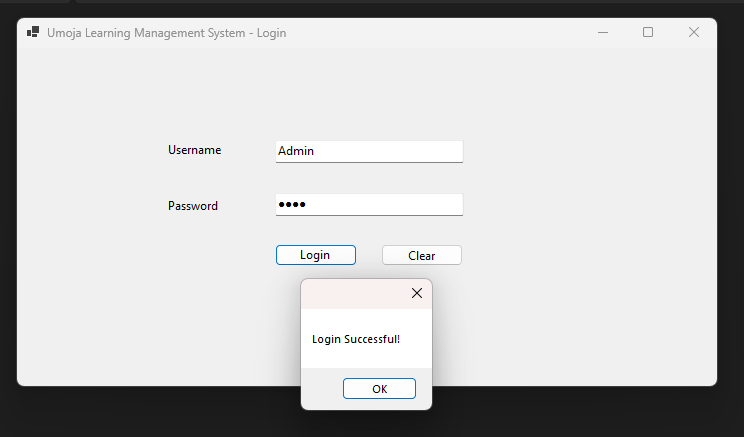 Umoja Learning Management System - Login
Username
Admin
Password
••••
Login
Clear
Login Successful!
OK